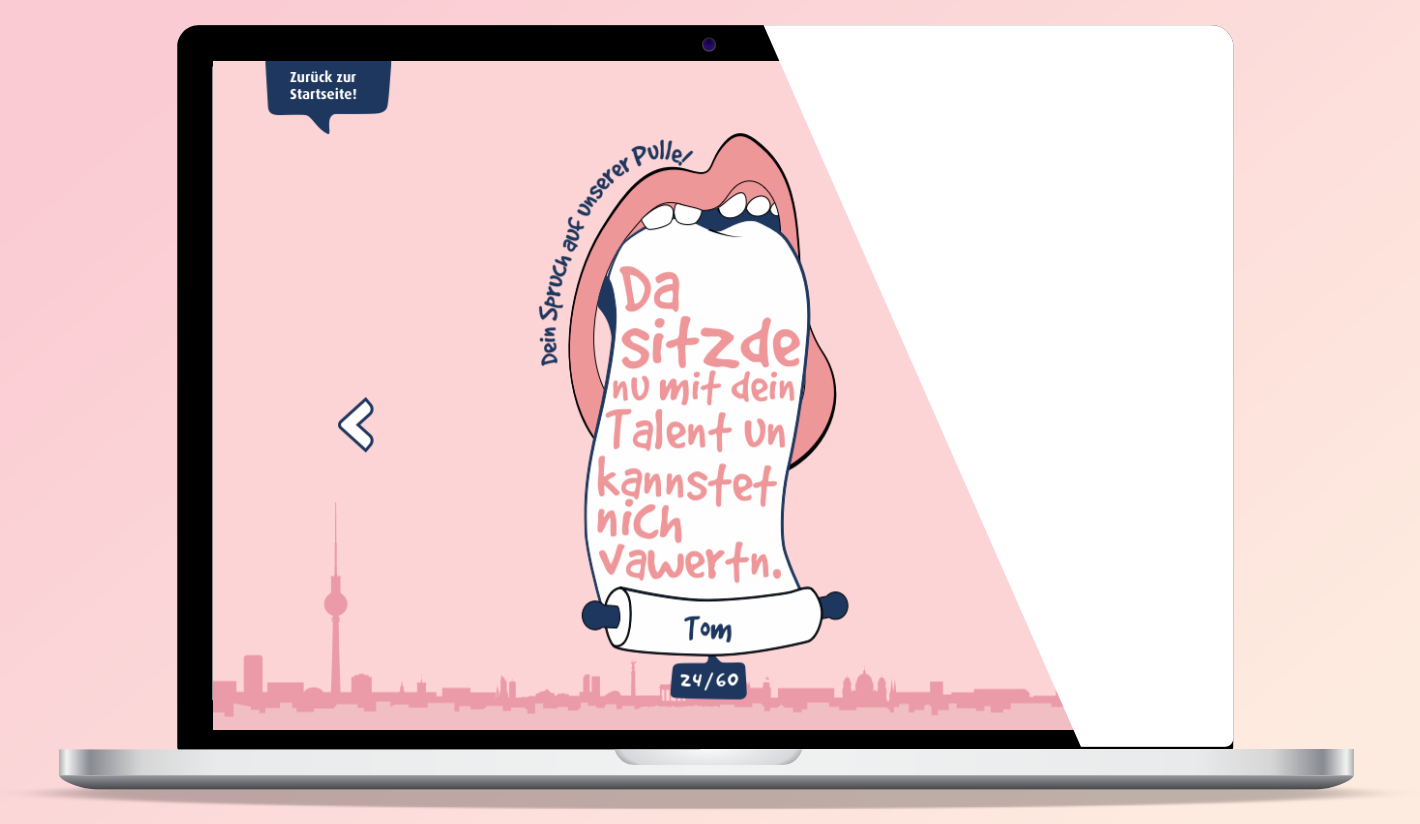 Zurück zur
Startseite!
Dein Spruch auf unserer Pulle!
Da
sitzde
nu mit dein
Talent un
kannstet
nich
vawertn.
Tom
24/60